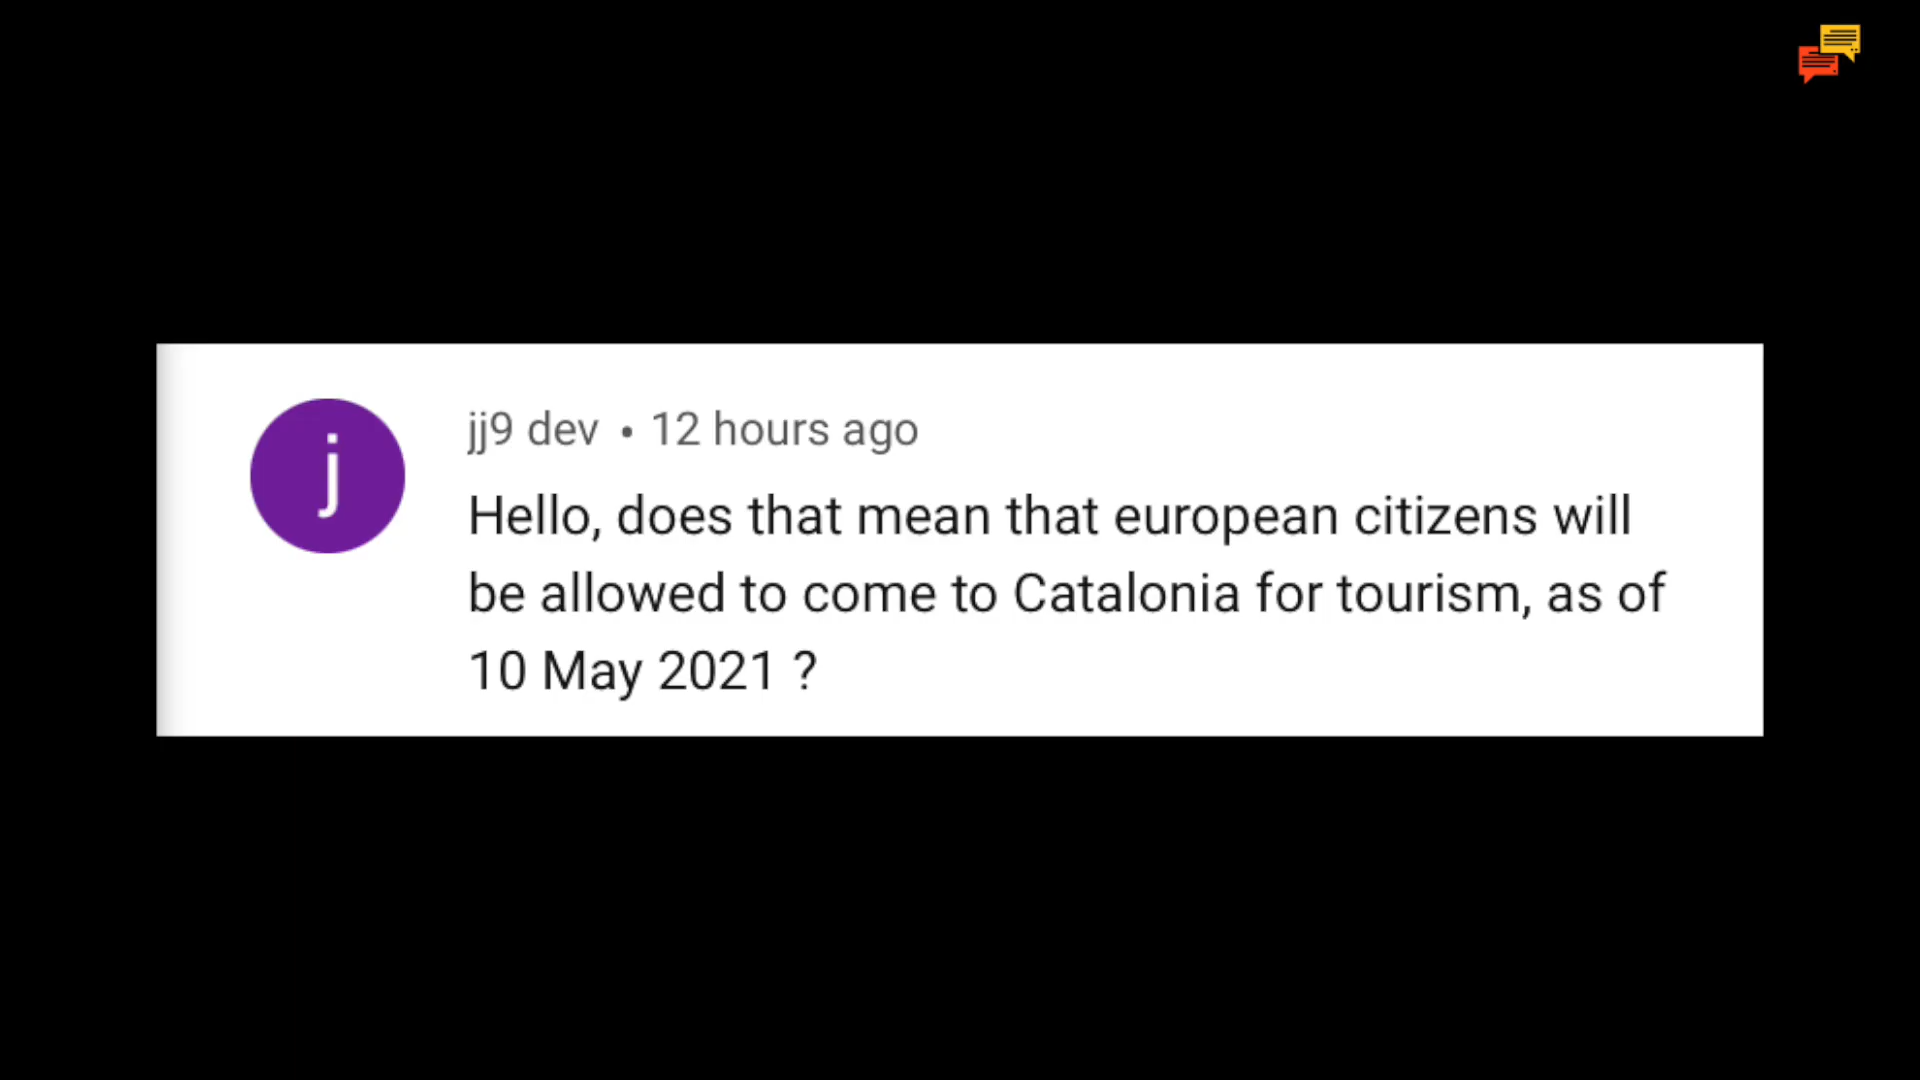 j
jj9 dev • 12 hours ago
Hello, does that mean that european citizens will
be allowed to come to Catalonia for tourism, as of
10 May 2021 ?